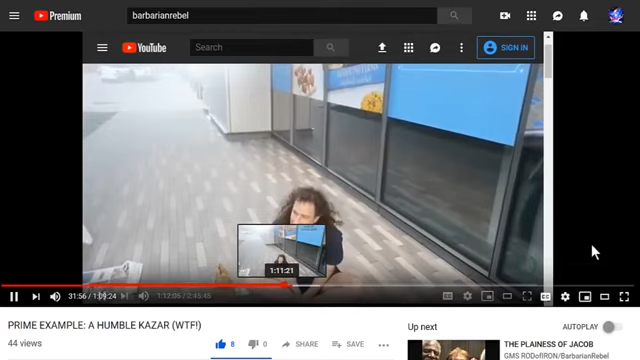 Premium
barbarianrebel
YouTube
Search
SIGN IN
1:11:21
31:56 / 1:09:24
1:12:05 / 2:45:45
PRIME EXAMPLE: A HUMBLE KAZAR (WTF!)
44 views
8
0
SHARE
SAVE
Up next
AUTOPLAY
THE PLAINESS OF JACOB
GMS RODofIRON/BarbarianRebel